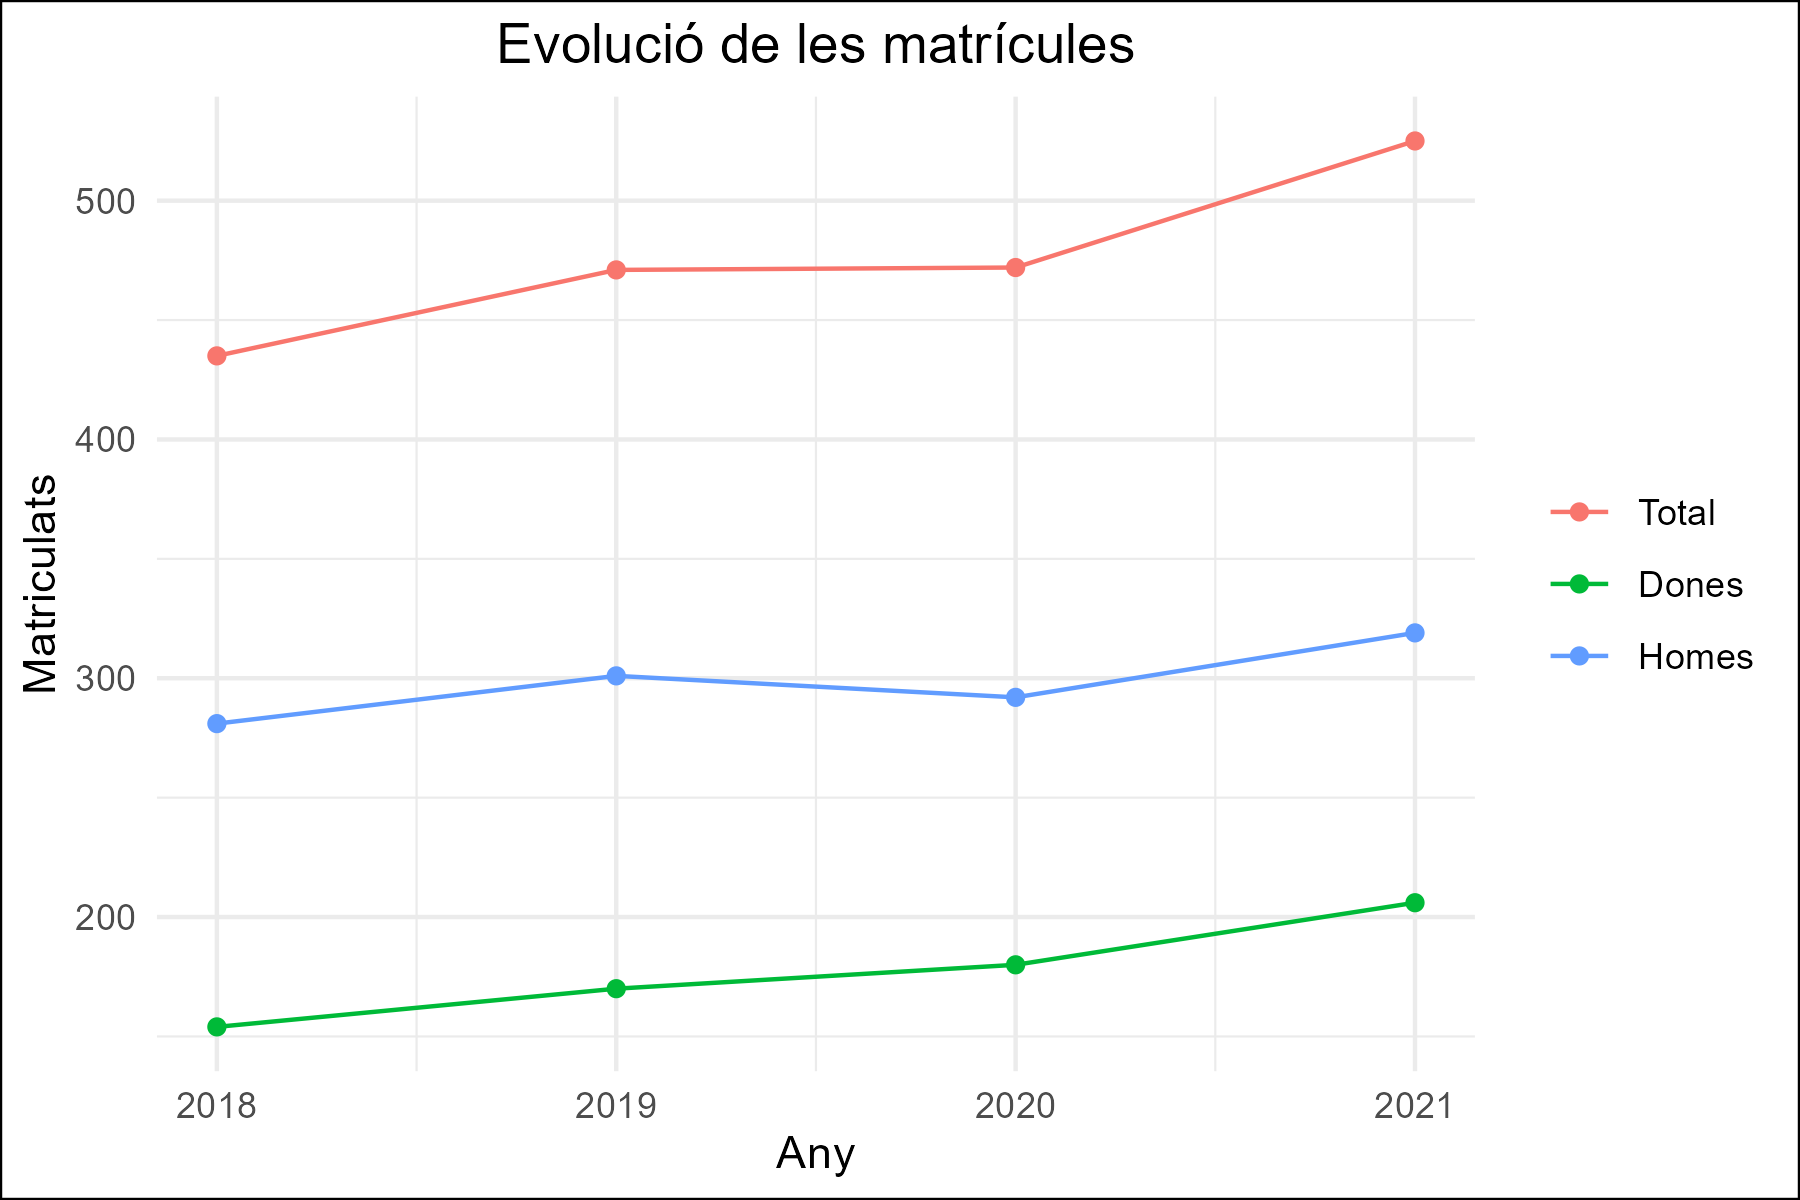 Evolució de les matrícules
Matriculats
500
400
300
200
2018
2019
2020
2021
Any
Total
Dones
Homes